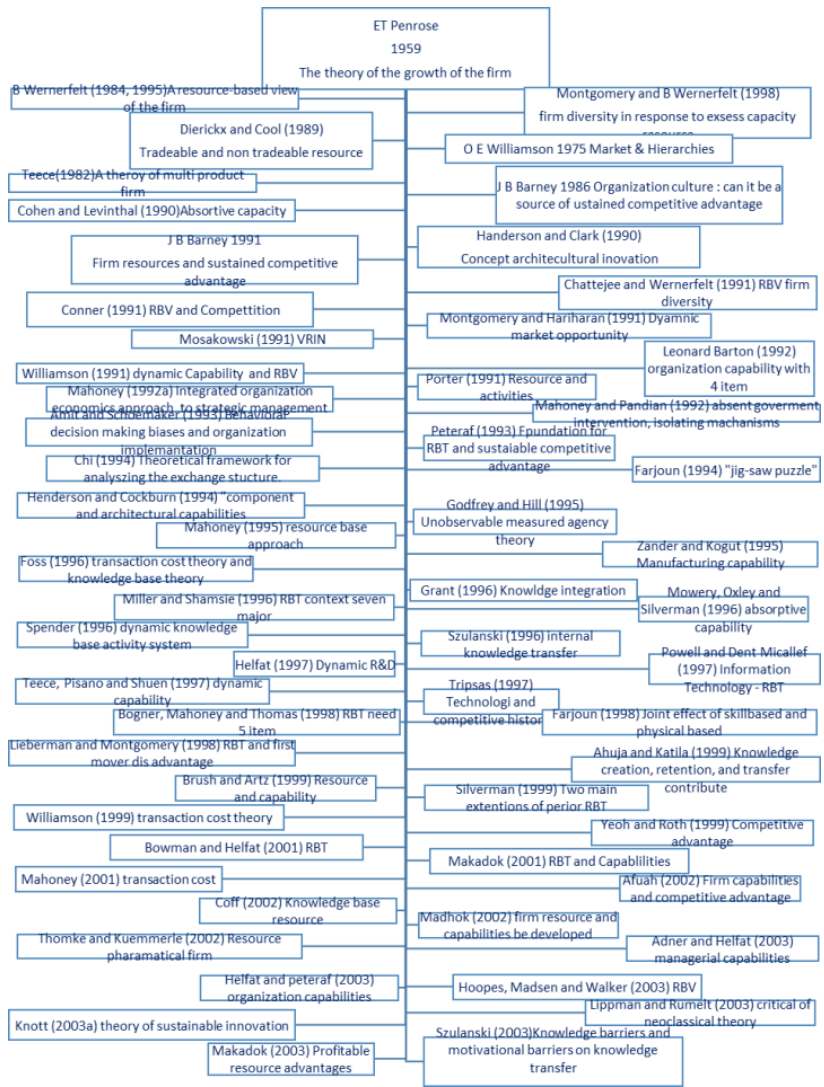 ET Penrose
1959
The theory of the growth of the firm
B Wernerfelt (1984, 1995)A resource-based view
of the firm
Montgomery and B Wernerfelt (1998)
firm diversity in response to exsess capacity
resource
Dierickx and Cool (1989)
Tradeable and non tradeable resource
O E Williamson 1975 Market & Hierarchies
Teece(1982)A theroy of multi product
firm
J B Barney 1986 Organization culture : can it be a
source of ustained competitive advantage
Cohen and Levinthal (1990)Absortive capacity
Handerson and Clark (1990)
Concept architecultural inovation
J B Barney 1991
Firm resources and sustained competitive
advantage
Chattejee and Wernefelt (1991) RBV firm
diversity
Conner (1991) RBV and Compettition
Montgomery and Hariharan (1991) Dyamnic
market opportunity
Mosakowski (1991) VRIN
Leonard Barton (1992)
organization capability with
4 item
Williamson (1991) dynamic Capability and RBV
Porter (1991) Resource and
activities
Mahoney (1992a) Integrated organization
economics approach to strategic management
Mahoney and Pandian (1992) absent goverment
intervention, isolating machanisms
Amit and Schoemaker (1993) Behavioral
decision making biases and organization
implemantation
Peteraf (1993) Fpundation for
RBT and sustaiable competitive
advantage
Chi (1994) Theoretical framework for
analyszing the exchange stucture.
Farjoun (1994) "jig-saw puzzle"
Henderson and Cockburn (1994) "component
and architectural capabilities
Godfrey and Hill (1995)
Unobservable measured agency
theory
Mahoney (1995) resource base
approach
Zander and Kogut (1995)
Manufacturing capability
Foss (1996) transaction cost theory and
knowledge base theory
Grant (1996) Knowldge integration
Mowery, Oxley and
Silverman (1996) absorptive
capability
Miller and Shamsie (1996) RBT context seven
major
Spender (1996) dynamic knowledge
base activity system
Szulanski (1996) internal
knowledge transfer
Helfat (1997) Dynamic R&D
Powell and Dent Micallef
(1997) Information
Technology - RBT
Teece, Pisano and Shuen (1997) dynamic
capability
Tripsas (1997)
Technologi and
competitive histor
Bogner, Mahoney and Thomas (1998) RBT need
5 item
Farjoun (1998) Joint effect of skillbased and
physical based
Lieberman and Montgomery (1998) RBT and first
mover dis advantage
Ahuja and Katila (1999) Knowledge
creation, retention, and transfer
contribute
Brush and Artz (1999) Resource
and capability
Silverman (1999) Two main
extentions of perior RBT
Williamson (1999) transaction cost theory
Yeoh and Roth (1999) Competitive
advantage
Bowman and Helfat (2001) RBT
Makadok (2001) RBT and Capablilities
Mahoney (2001) transaction cost
Afuah (2002) Firm capabilities
and competitive advantage
Coff (2002) Knowledge base
resource
Madhok (2002) firm resource and
capabilities be developed
Thomke and Kuemmerle (2002) Resource
pharamatical firm
Adner and Helfat (2003)
managerial capabilities
Helfat and peteraf (2003)
organization capabilities
Hoopes, Madsen and Walker (2003) RBV
Lippman and Rumelt (2003) critical of
neoclassical theory
Knott (2003a) theory of sustainable innovation
Szulanski (2003)Knowledge barriers and
motivational barriers on knowledge
transfer
Makadok (2003) Profitable
resource advantages